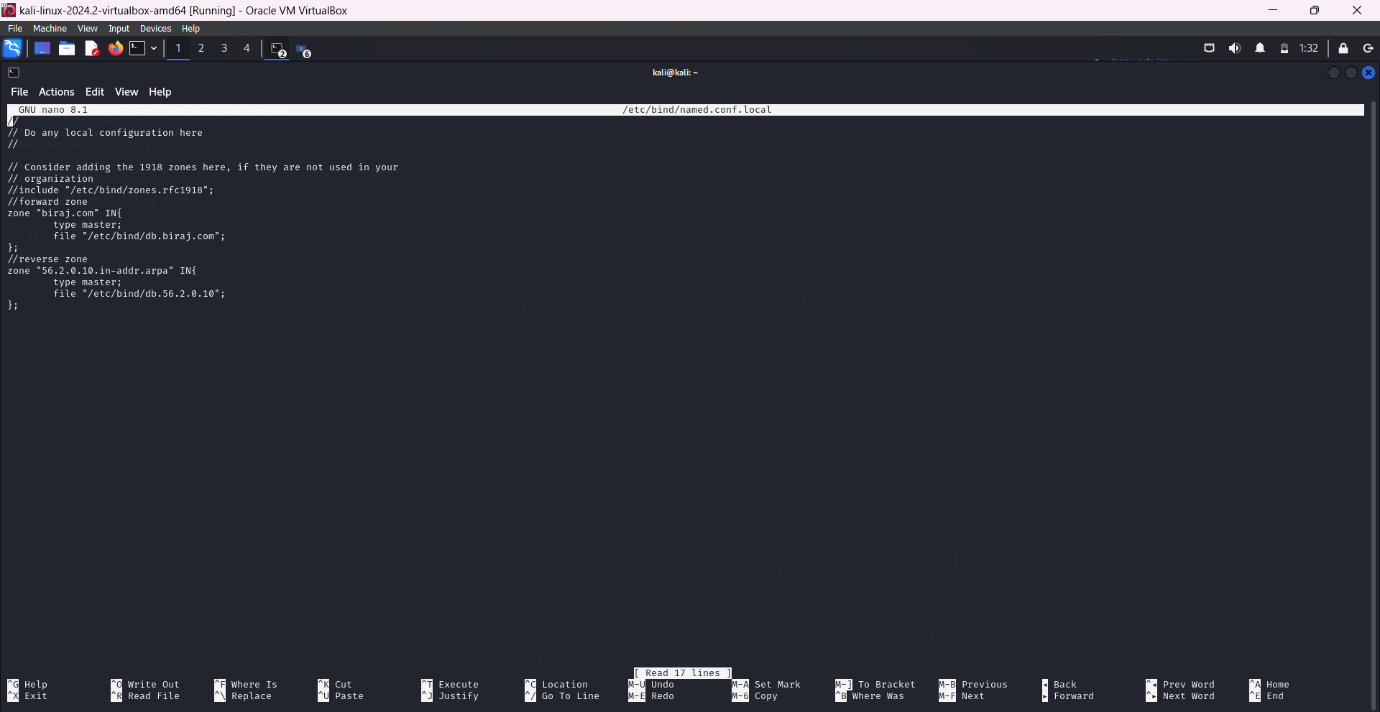 kali-linux-2024.2-virtualbox-amd64 [Running] - Oracle VM VirtualBox
File Machine View Input Devices Help
1 2 3 4 2 6 1:32
kali@kali: ~
File Actions Edit View Help
GNU nano 8.1 /etc/bind/named.conf.local
//
// Do any local configuration here
//
// Consider adding the 1918 zones here, if they are not used in your
// organization
//include "/etc/bind/zones.rfc1918";
//forward zone
zone "biraj.com" IN{
type master;
file "/etc/bind/db.biraj.com";
};
//reverse zone
zone "56.2.0.10.in-addr.arpa" IN{
type master;
file "/etc/bind/db.56.2.0.10";
};
[ Read 17 lines ]
^G Help ^O Write Out ^F Where Is ^K Cut ^T Execute ^C Location M-U Undo M-A Set Mark M-] To Bracket M-B Previous ◂ Back ^◂ Prev Word ^A Home
^X Exit ^R Read File ^\ Replace ^U Paste ^J Justify ^/ Go To Line M-E Redo M-6 Copy ^B Where Was M-F Next ▸ Forward ^▸ Next Word ^E End